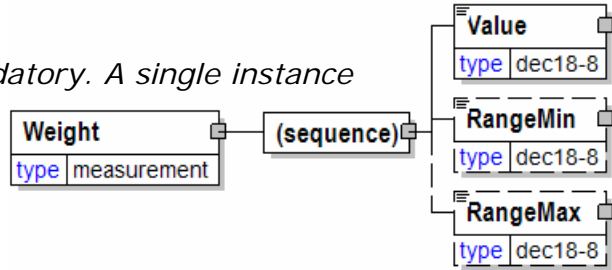 Value
type dec18-8
datory. A single instance
Weight
type measurement
(sequence)
RangeMin
type dec18-8
RangeMax
type dec18-8